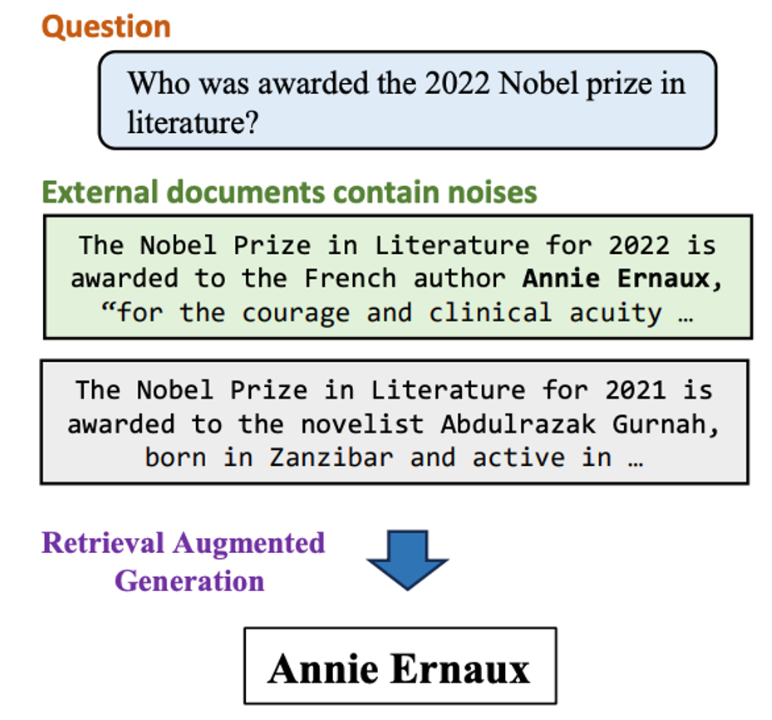 Question
Who was awarded the 2022 Nobel prize in
literature?
External documents contain noises
The Nobel Prize in Literature for 2022 is
awarded to the French author Annie Ernaux,
“for the courage and clinical acuity …
The Nobel Prize in Literature for 2021 is
awarded to the novelist Abdulrazak Gurnah,
born in Zanzibar and active in …
Retrieval Augmented
Generation
Annie Ernaux